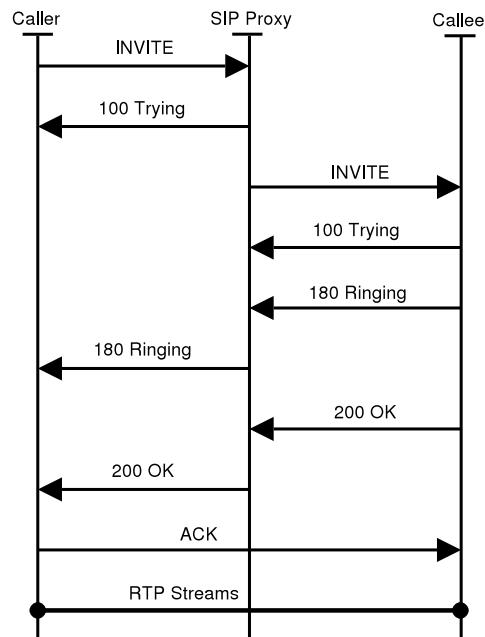 Caller
SIP Proxy
Callee
INVITE
100 Trying
INVITE
100 Trying
180 Ringing
180 Ringing
200 OK
200 OK
ACK
RTP Streams